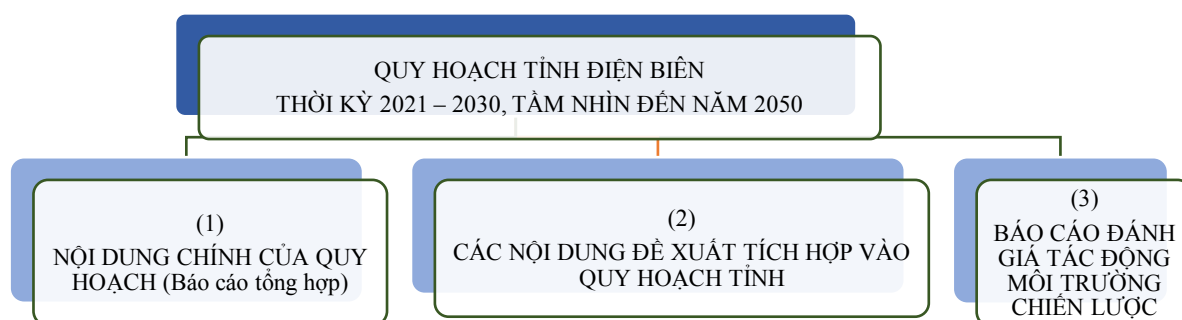 QUY HOẠCH TỈNH ĐIỆN BIÊN
THỜI KỲ 2021 – 2030, TẦM NHÌN ĐẾN NĂM 2050
(1)
NỘI DUNG CHÍNH CỦA QUY
HOẠCH (Báo cáo tổng hợp)
(2)
CÁC NỘI DUNG ĐỀ XUẤT TÍCH HỢP VÀO
QUY HOẠCH TỈNH
(3)
BÁO CÁO ĐÁNH
GIÁ TÁC ĐỘNG
MÔI TRƯỜNG
CHIẾN LƯỢC